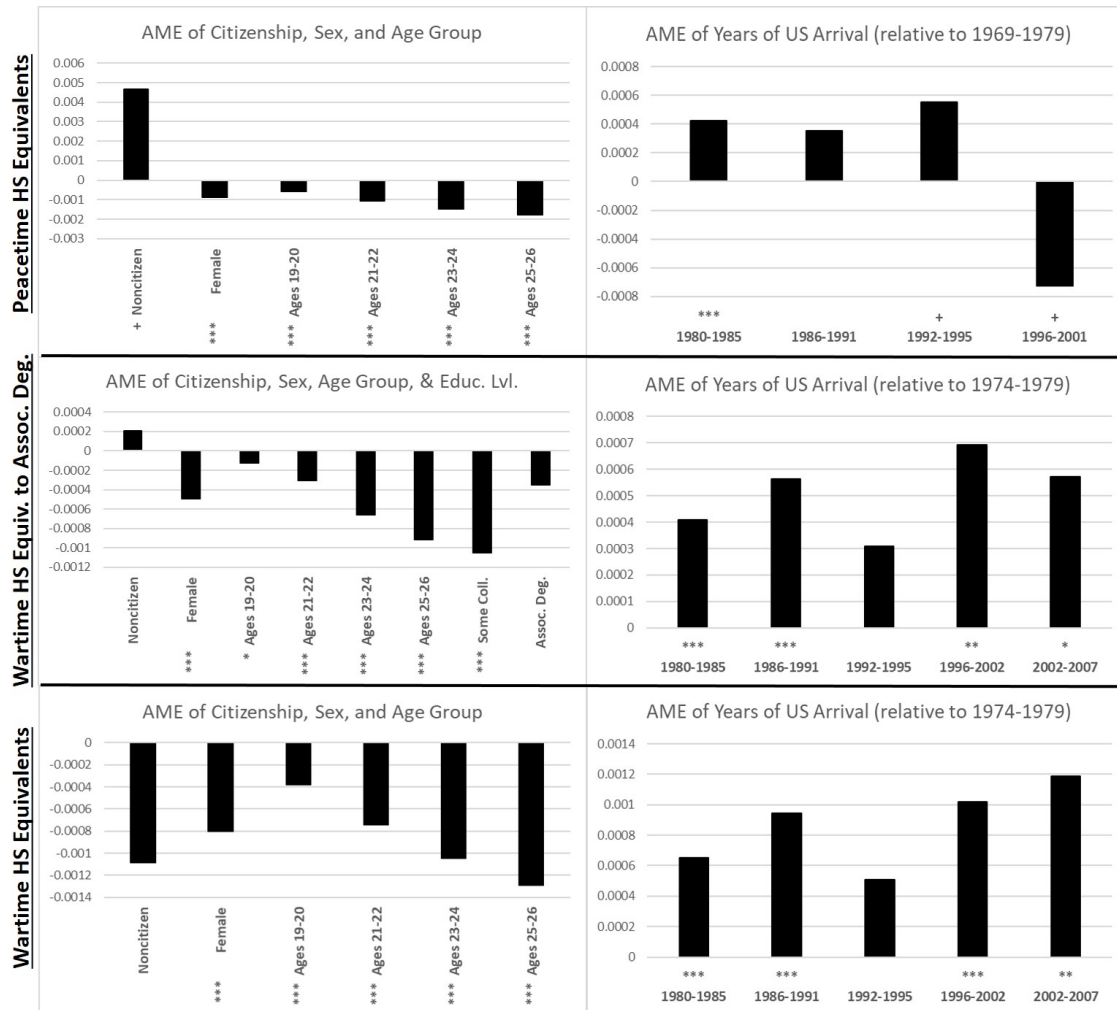 Peacetime HS Equivalents
AME of Citizenship, Sex, and Age Group
0.006
0.005
0.004
0.003
0.002
0.001
0
-0.001
-0.002
-0.003
+ Noncitizen
*** Female
*** Ages 19-20
*** Ages 21-22
*** Ages 23-24
*** Ages 25-26
AME of Years of US Arrival (relative to 1969-1979)
0.0008
0.0006
0.0004
0.0002
0
-0.0002
-0.0004
-0.0006
-0.0008
*** + +
1980-1985 1986-1991 1992-1995 1996-2001
Wartime HS Equiv. to Assoc. Deg.
AME of Citizenship, Sex, Age Group, & Educ. Lvl.
0.0004
0.0002
0
-0.0002
-0.0004
-0.0006
-0.0008
-0.001
-0.0012
Noncitizen
*** Female
* Ages 19-20
*** Ages 21-22
*** Ages 23-24
*** Ages 25-26
*** Some Coll.
Assoc. Deg.
AME of Years of US Arrival (relative to 1974-1979)
0.0008
0.0007
0.0006
0.0005
0.0004
0.0003
0.0002
0.0001
0
*** *** ** *
1980-1985 1986-1991 1992-1995 1996-2002 2002-2007
Wartime HS Equivalents
AME of Citizenship, Sex, and Age Group
0
-0.0002
-0.0004
-0.0006
-0.0008
-0.001
-0.0012
-0.0014
Noncitizen
*** Female
*** Ages 19-20
*** Ages 21-22
*** Ages 23-24
*** Ages 25-26
AME of Years of US Arrival (relative to 1974-1979)
0.0014
0.0012
0.001
0.0008
0.0006
0.0004
0.0002
0
*** *** *** **
1980-1985 1986-1991 1992-1995 1996-2002 2002-2007